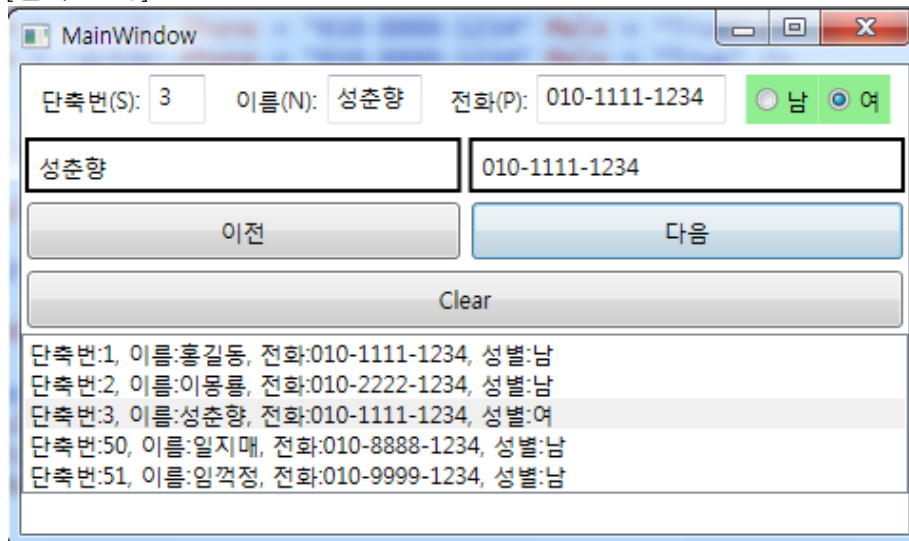 MainWindow
단축번(S): 3 이름(N): 성춘향 전화(P): 010-1111-1234 남 여
성춘향 010-1111-1234
이전 다음
Clear
단축번:1, 이름:홍길동, 전화:010-1111-1234, 성별:남
단축번:2, 이름:이몽룡, 전화:010-2222-1234, 성별:남
단축번:3, 이름:성춘향, 전화:010-1111-1234, 성별:여
단축번:50, 이름:일지매, 전화:010-8888-1234, 성별:남
단축번:51, 이름:임꺽정, 전화:010-9999-1234, 성별:남